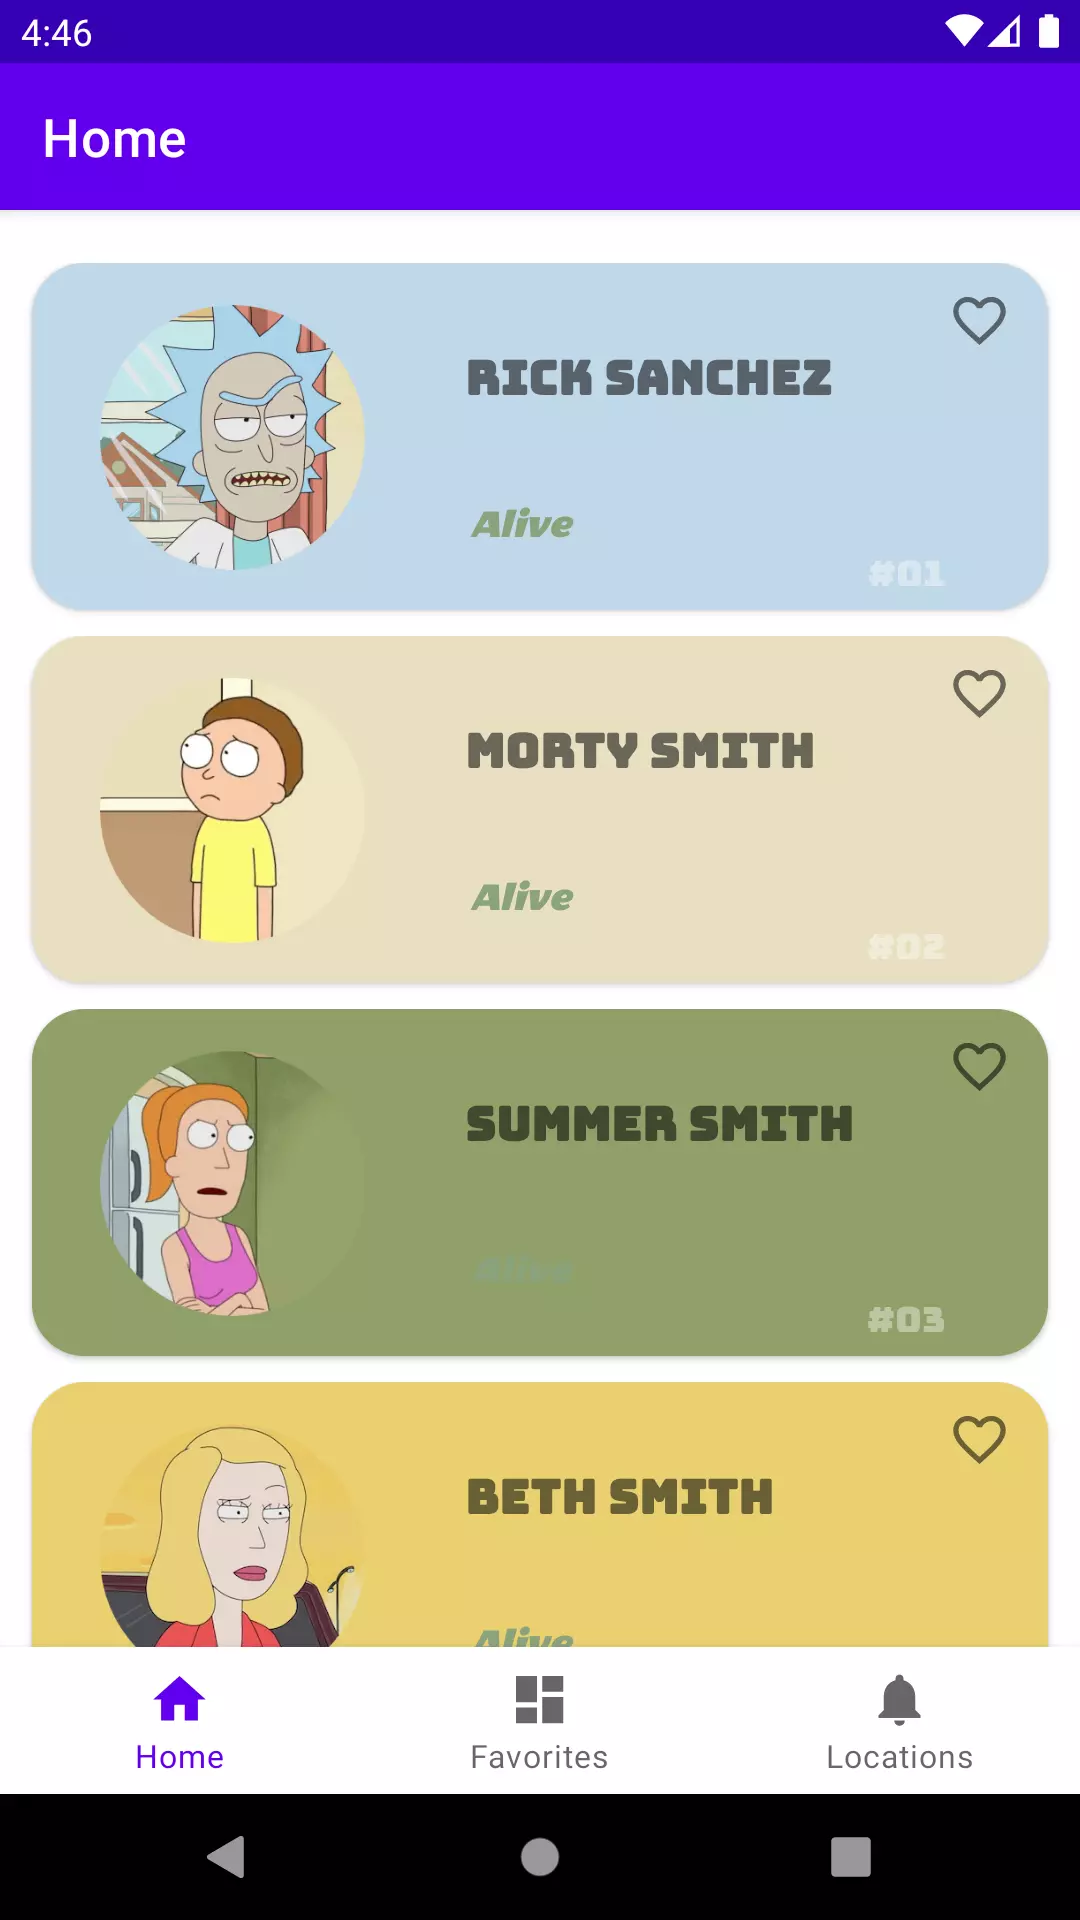 4:46
Home
RICK SANCHEZ
Alive
#01
MORTY SMITH
Alive
#02
SUMMER SMITH
Alive
#03
BETH SMITH
Alive
Home
Favorites
Locations